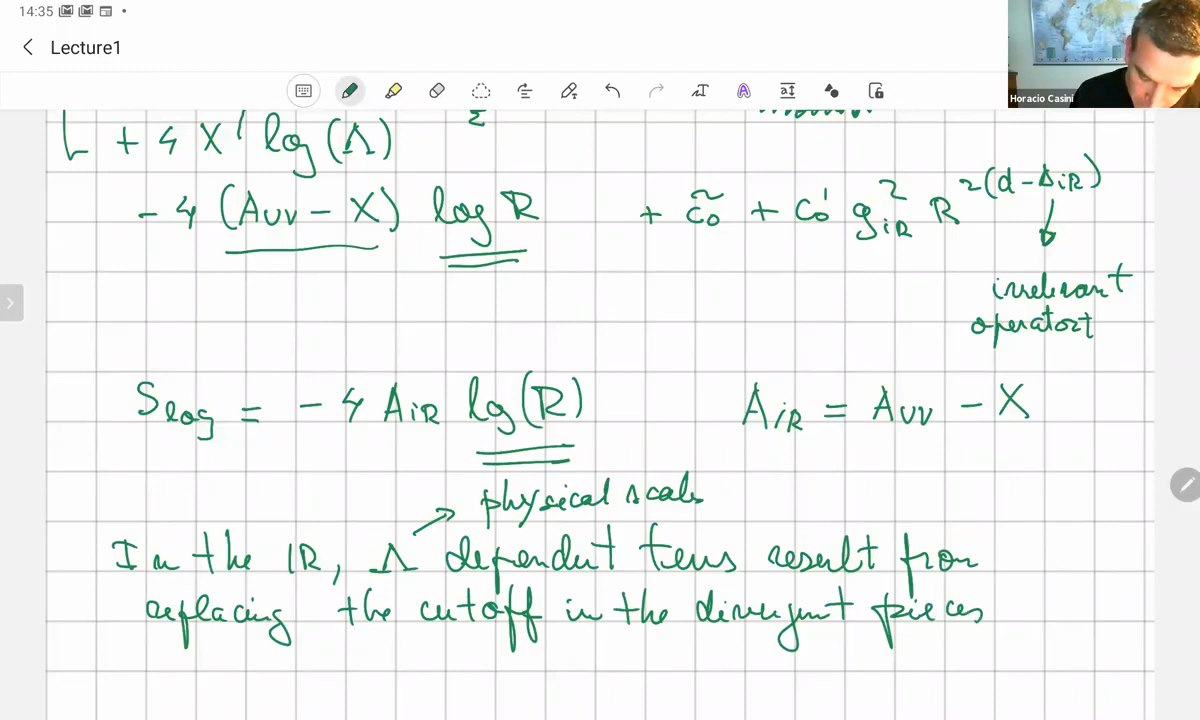 14:35
Lecture1
Horacio Casini
+ 4 X' log(Λ)
- 4 (A_UV - X) log R + c̃_0 + c_0' g_IR^2 R^{2(d - Δ_IR)}
irrelevant
operator
S_log = - 4 A_IR log(R) A_IR = A_UV - X
physical scale
In the IR, Λ dependent terms result from
replacing the cutoff in the divergent pieces